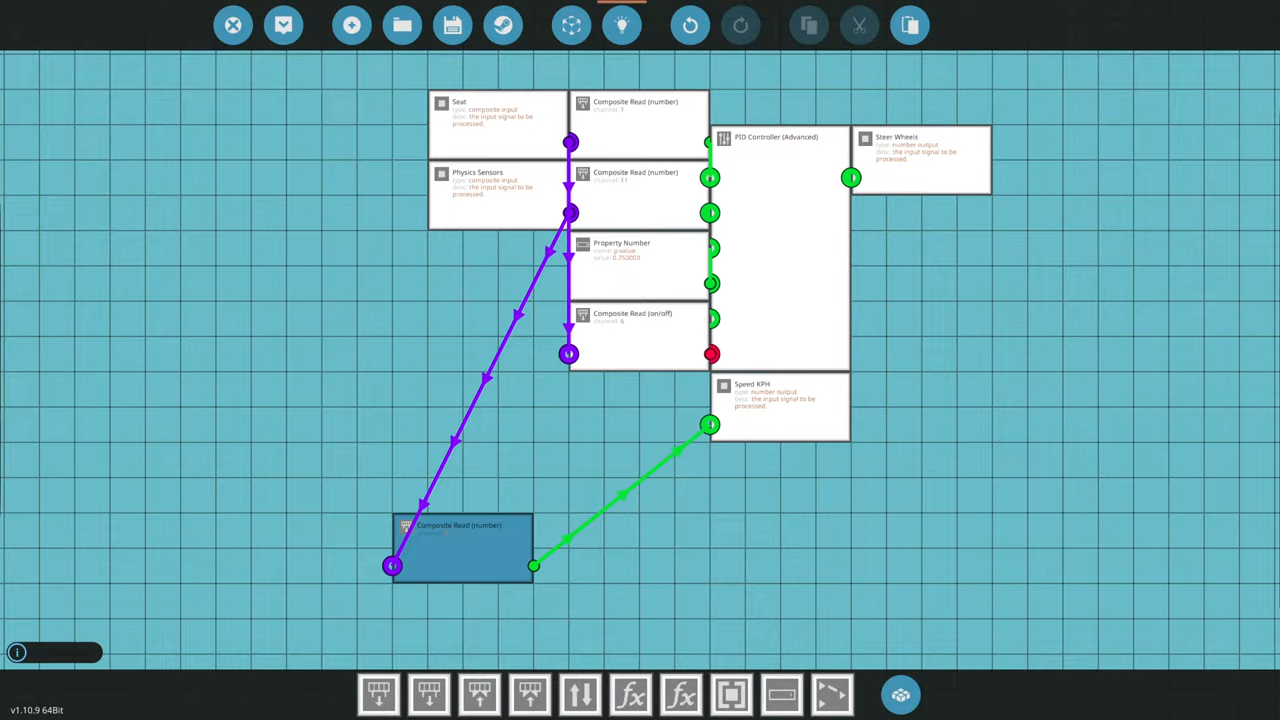 Seat
type: composite input
desc: the input signal to be
processed.
Composite Read (number)
channel: 1
PID Controller (Advanced)
Steer Wheels
type: number output
desc: the input signal to be
processed.
Physics Sensors
type: composite input
desc: the input signal to be
processed.
Composite Read (number)
channel: 11
Property Number
name: p value
value: 0.750003
Composite Read (on/off)
channel: 6
Speed KPH
type: number output
desc: the input signal to be
processed.
Composite Read (number)
v1.10.9 64Bit